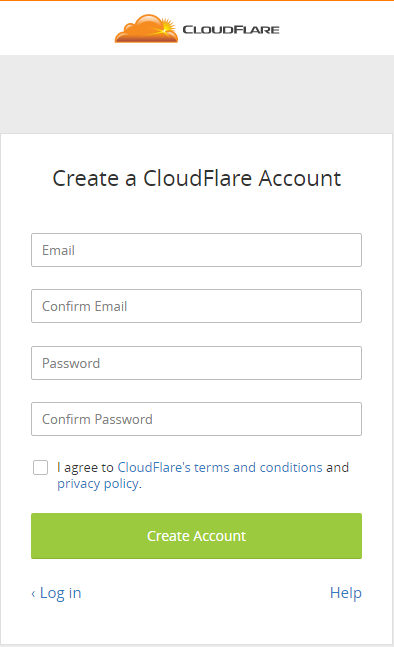 CLOUDFLARE
Create a CloudFlare Account
Email
Confirm Email
Password
Confirm Password
I agree to CloudFlare's terms and conditions and
privacy policy.
Create Account
‹ Log in
Help